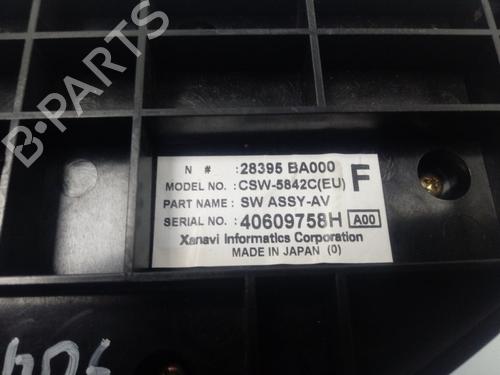 B-PARTS
N # : 28395 BA000
MODEL NO. : CSW-5842C(EU) F
PART NAME : SW ASSY-AV
SERIAL NO. : 40609758H A00
Xanavi Informatics Corporation
MADE IN JAPAN (0)